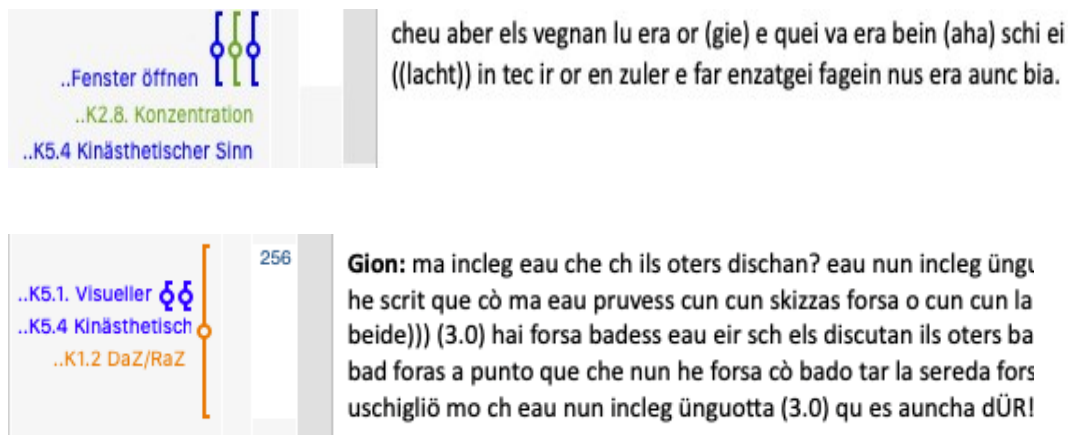 cheu aber els vegnan lu era or (gie) e quei va era bein (aha) schi ei
((lacht)) in tec ir or en zuler e far enzatgei fagein nus era aunc bia.
..Fenster öffnen
..K2.8. Konzentration
..K5.4 Kinästhetischer Sinn
256
Gion: ma incleg eau che ch ils oters dischan? eau nun incleg üngu
he scrit que cò ma eau pruvess cun cun skizzas forsa o cun cun la
beide))) (3.0) hai forsa badess eau eir sch els discutan ils oters ba
bad foras a punto che nun he forsa cò bado tar la sereda fors
uschigliö mo ch eau nun incleg ünguotta (3.0) qu es auncha dÜR!
..K5.1. Visueller
..K5.4 Kinästhetisch
..K1.2 DaZ/RaZ